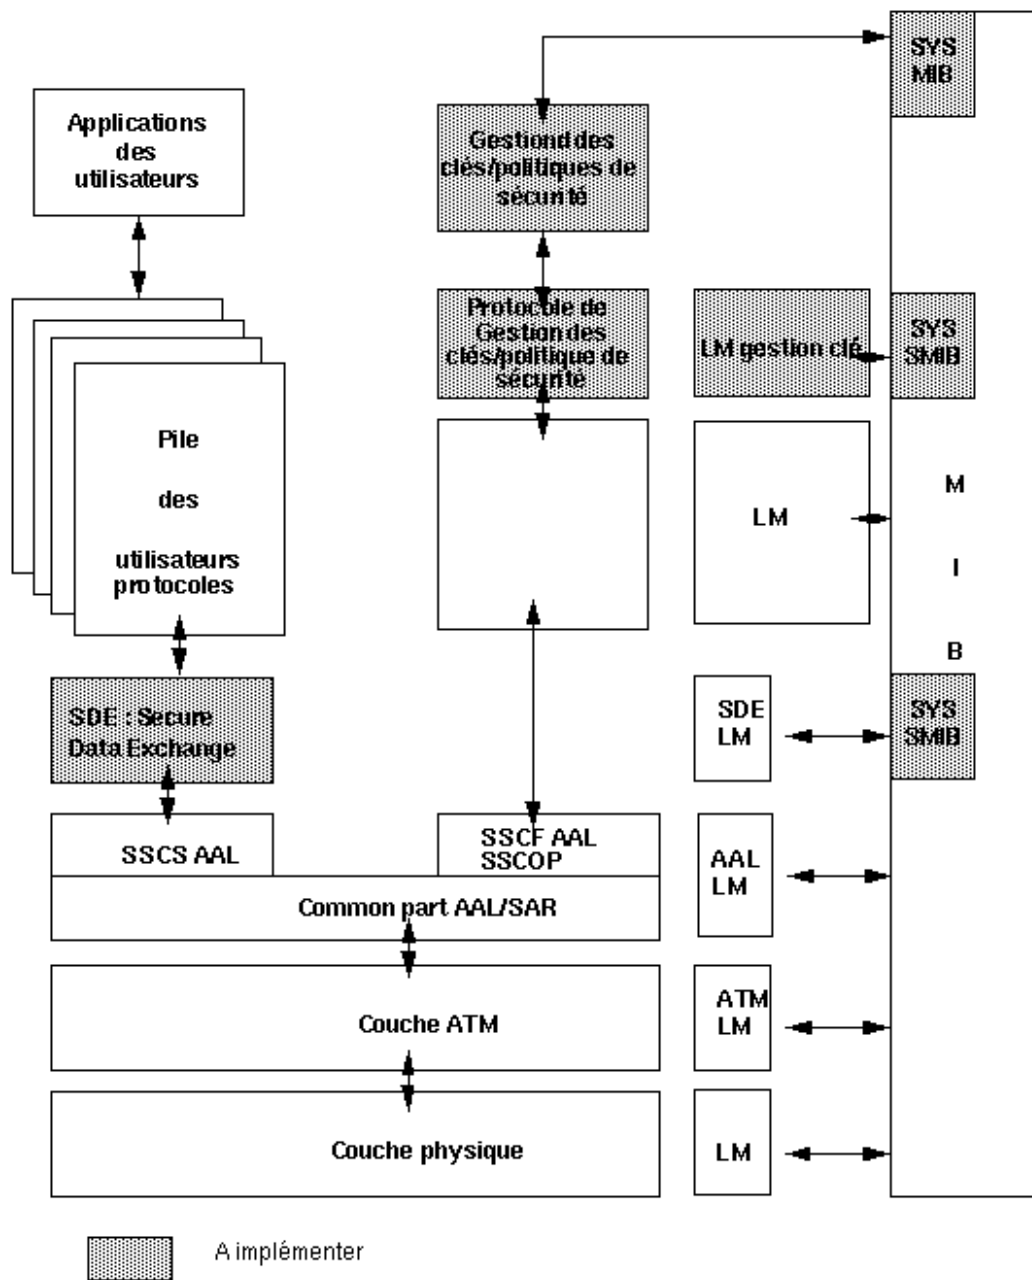 SYS
MIB
Applications
des
utilisateurs
Gestiond des
clés/politiques de
sécurité
Protocole de
Gestion des
clés/politique de
sécurité
LM gestion clé
SYS
SMIB
Pile
des
utilisateurs
protocoles
LM
M
I
B
SDE : Secure
Data Exchange
SDE
LM
SYS
SMIB
SSCS AAL
SSCF AAL
SSCOP
AAL
LM
Common part AAL/SAR
Couche ATM
ATM
LM
Couche physique
LM
A implémenter